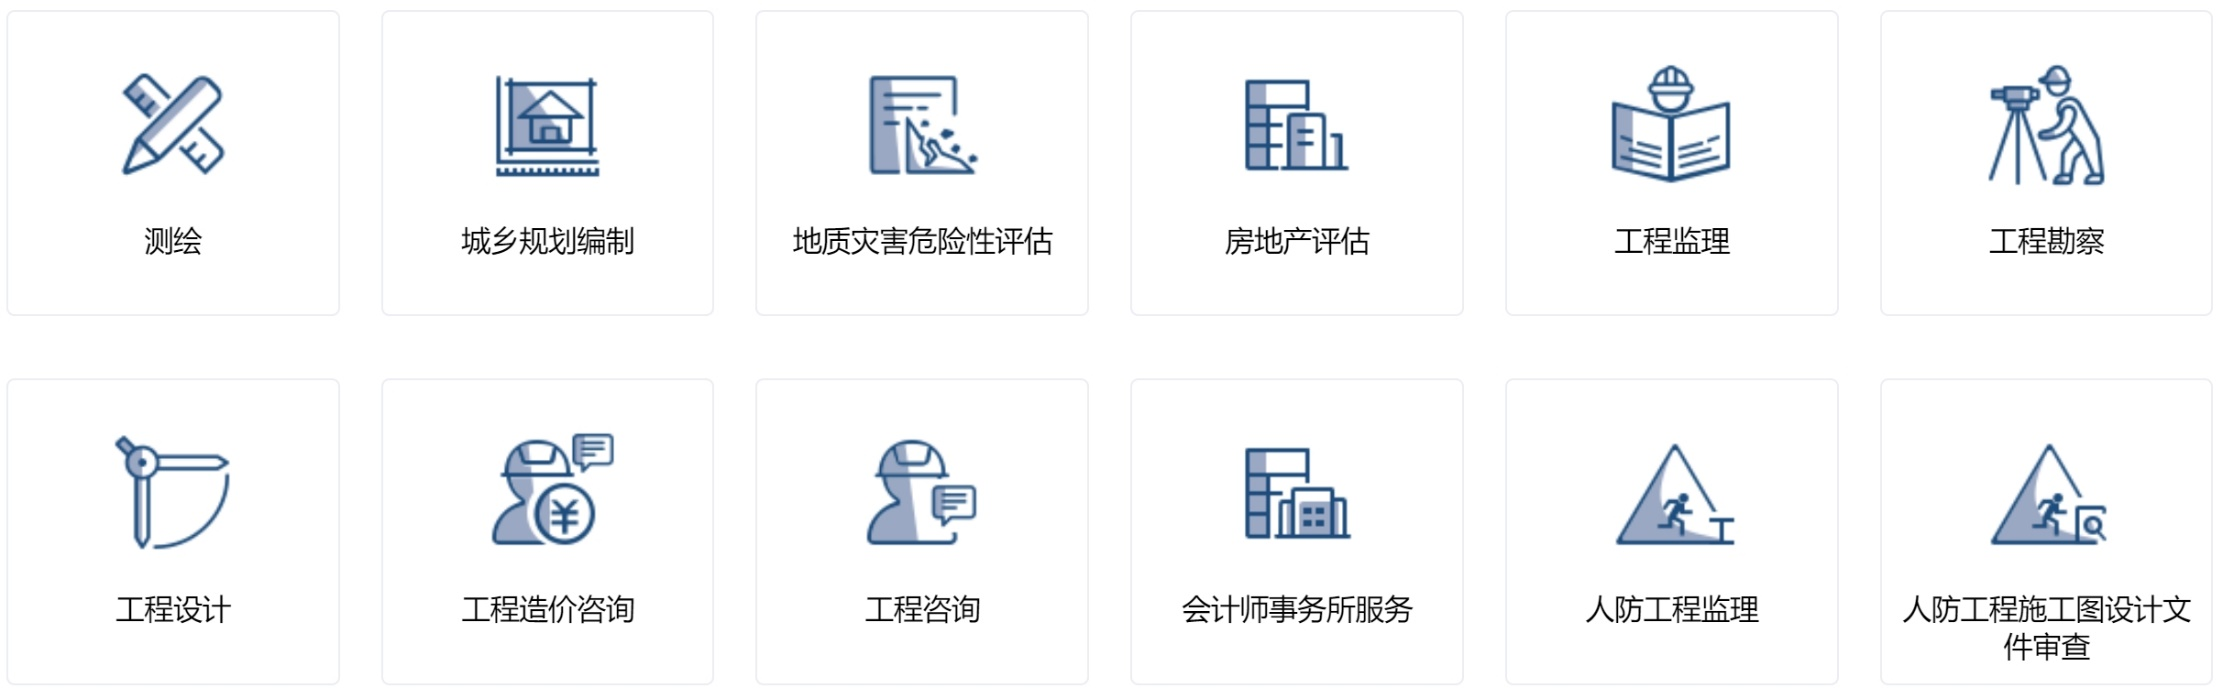 测绘
城乡规划编制
地质灾害危险性评估
房地产评估
工程监理
工程勘察
工程设计
工程造价咨询
工程咨询
会计师事务所服务
人防工程监理
人防工程施工图设计文
件审查